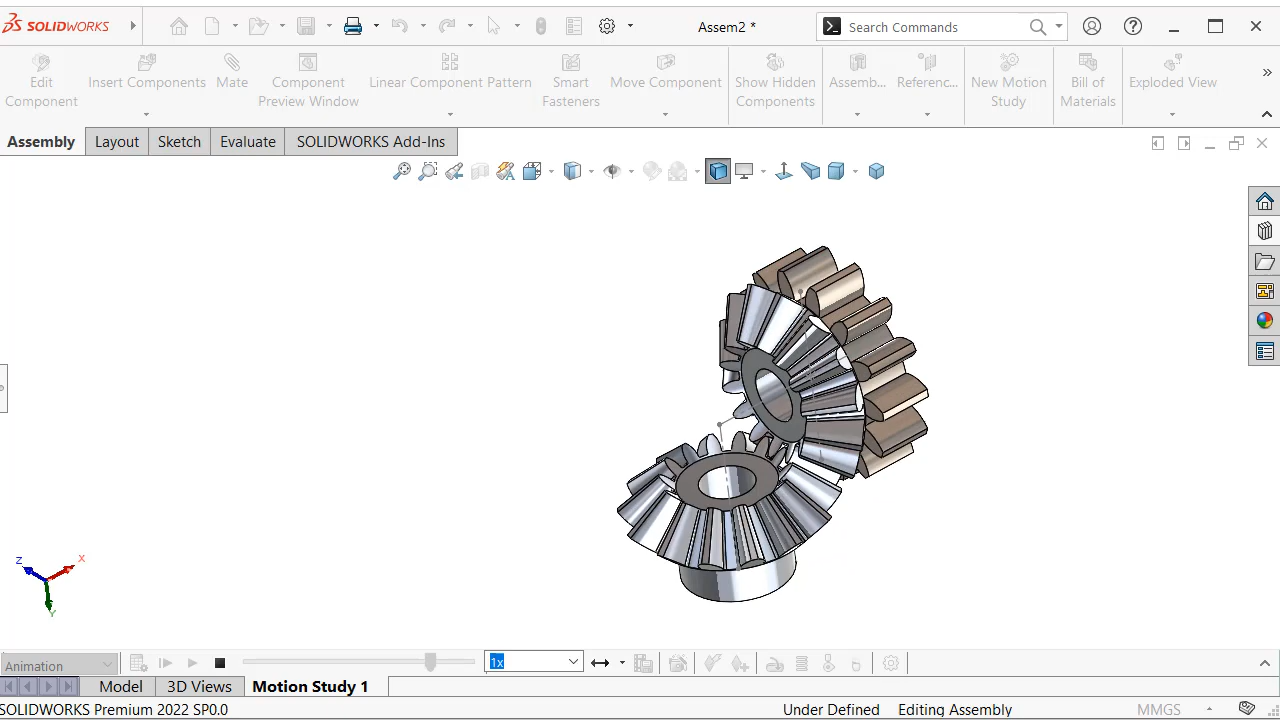 SOLIDWORKS
Assem2 *
Search Commands
Edit Component
Insert Components
Mate
Component Preview Window
Linear Component Pattern
Smart Fasteners
Move Component
Show Hidden Components
Assemb...
Referenc...
New Motion Study
Bill of Materials
Exploded View
Assembly
Layout
Sketch
Evaluate
SOLIDWORKS Add-Ins
Z
X
Y
Animation
1x
Model
3D Views
Motion Study 1
SOLIDWORKS Premium 2022 SP0.0
Under Defined
Editing Assembly
MMGS